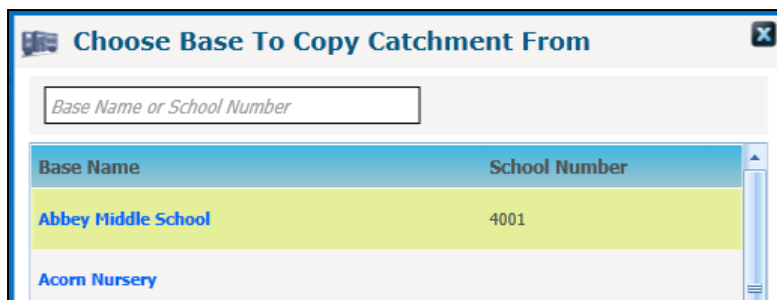 Choose Base To Copy Catchment From
Base Name or School Number
Base Name School Number
Abbey Middle School 4001
Acorn Nursery